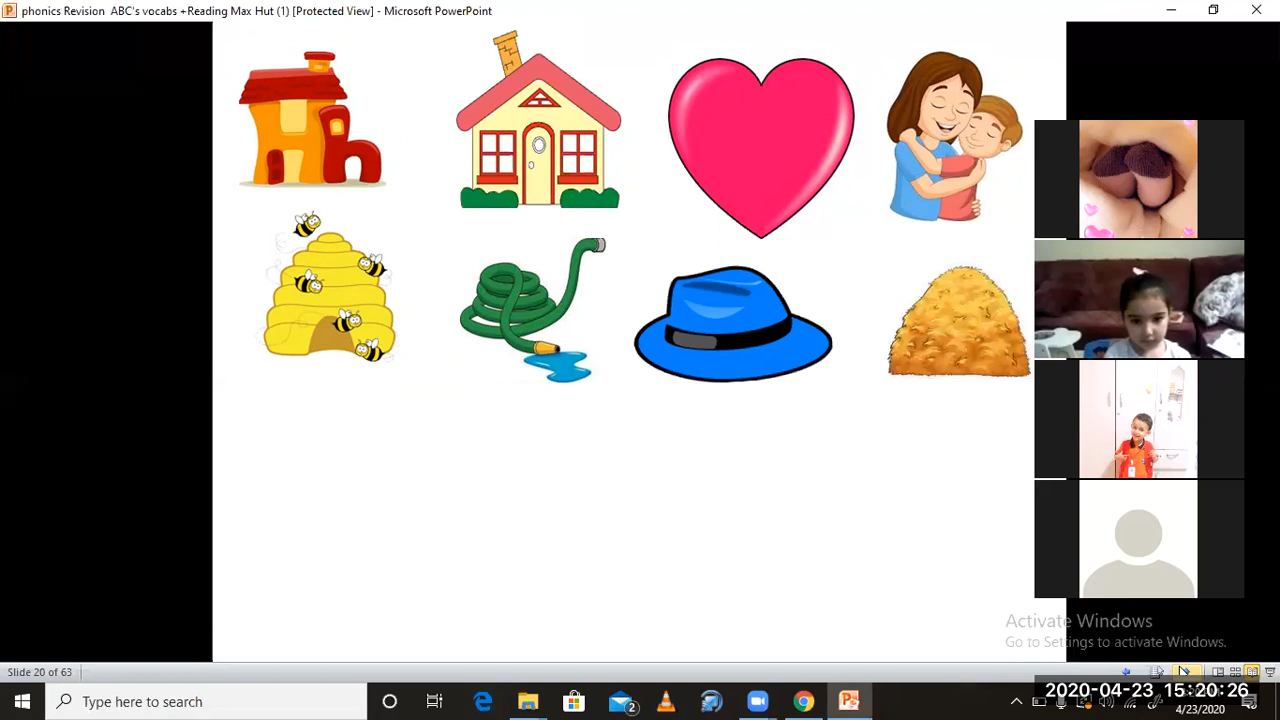 phonics Revision ABC's vocabs +Reading Max Hut (1) [Protected View] - Microsoft PowerPoint
h
Activate Windows
Go to Settings to activate Windows.
Slide 20 of 63
Type here to search
2
2020-04-23 15:20:26
4/23/2020